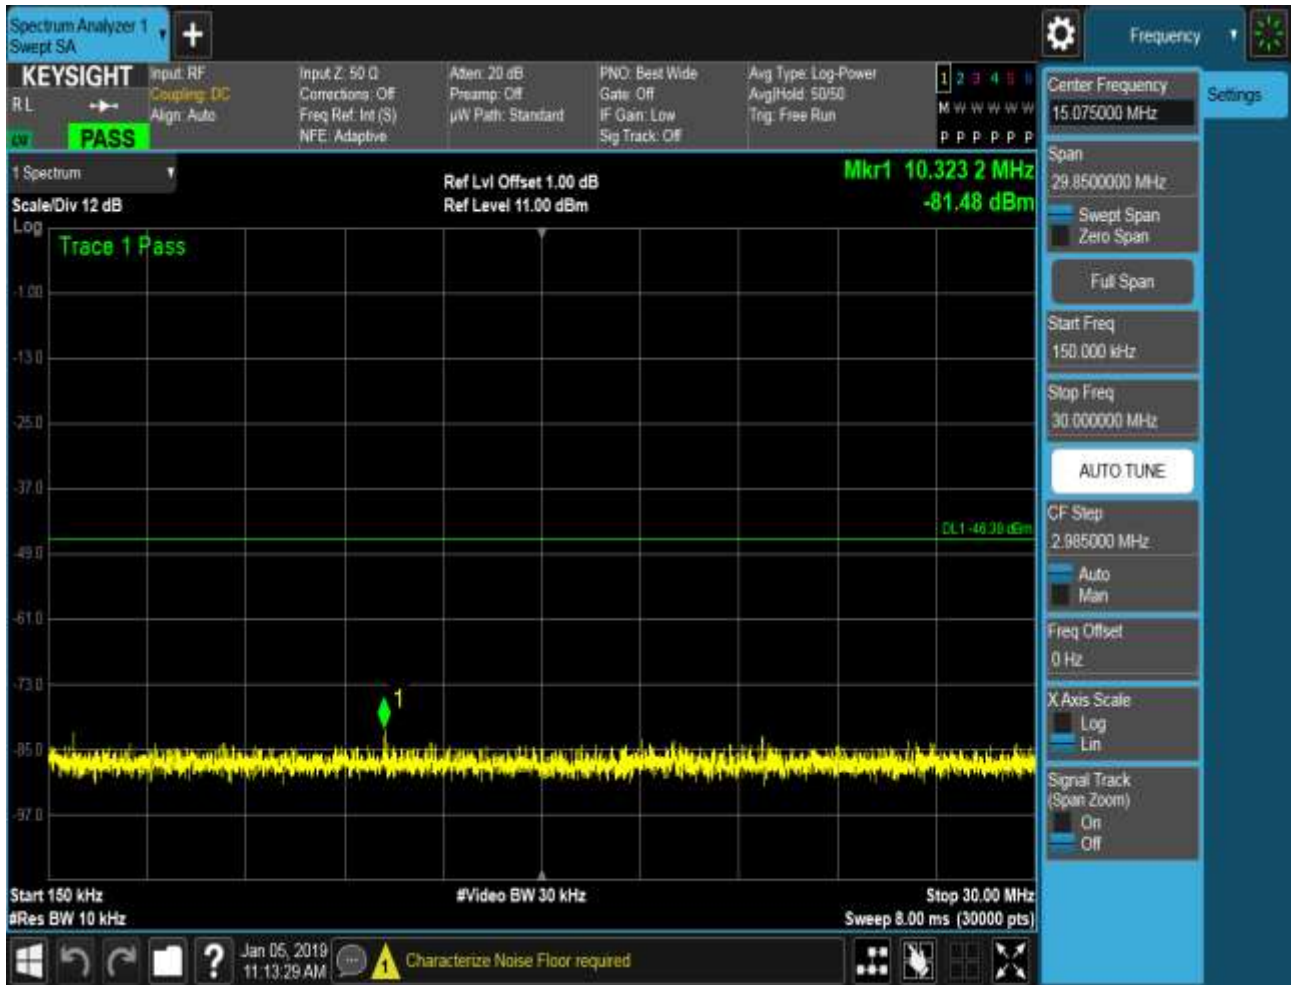 Spectrum Analyzer 1
Swept SA
+
Frequency
KEYSIGHT
Input: RF
Coupling: DC
Align: Auto
Input Z: 50 Ω
Corrections: Off
Freq Ref: Int (S)
NFE: Adaptive
Atten: 20 dB
Preamp: Off
µW Path: Standard
PNO: Best Wide
Gate: Off
IF Gain: Low
Sig Track: Off
Avg Type: Log-Power
Avg|Hold: 50/50
Trig: Free Run
1 2 3 4 5 6
M W W W W W
P P P P P P
R L
PASS
1 Spectrum
Scale/Div 12 dB
Ref Lvl Offset 1.00 dB
Ref Level 11.00 dBm
Mkr1 10.323 2 MHz
-81.48 dBm
Log
Trace 1 Pass
-1.00
-13.0
-25.0
-37.0
-49.0
-61.0
-73.0
-85.0
-97.0
1
Start 150 kHz
#Video BW 30 kHz
Stop 30.00 MHz
#Res BW 10 kHz
Sweep 8.00 ms (30000 pts)
Center Frequency
15.075000 MHz
Settings
Span
29.8500000 MHz
Swept Span
Zero Span
Full Span
Start Freq
150.000 kHz
Stop Freq
30.000000 MHz
AUTO TUNE
CF Step
2.985000 MHz
Auto
Man
Freq Offset
0 Hz
X Axis Scale
Log
Lin
Signal Track
(Span Zoom)
On
Off
?
Jan 05, 2019
11:13:29 AM
1
Characterize Noise Floor required